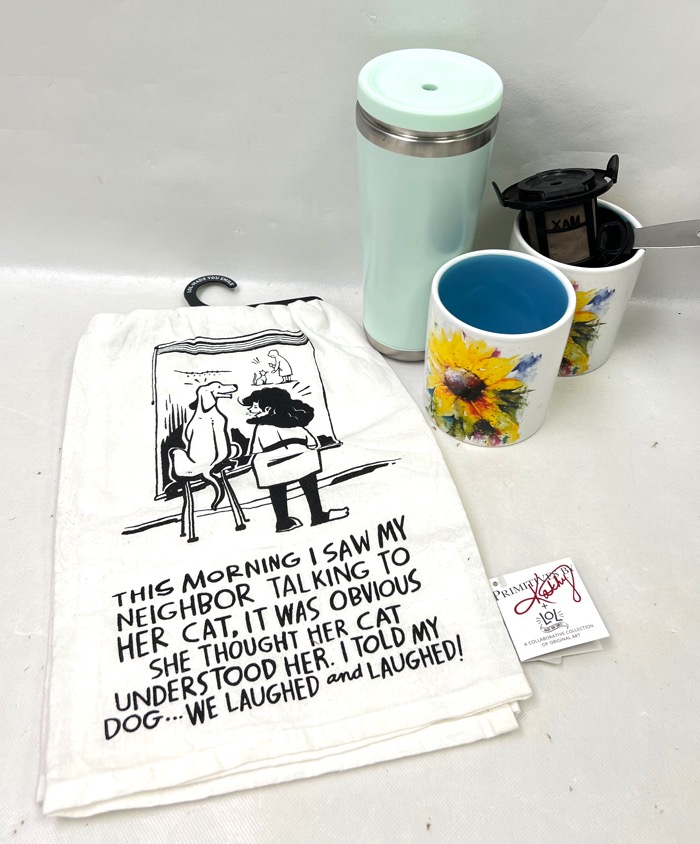 MAX
THIS MORNING I SAW MY
NEIGHBOR TALKING TO
HER CAT, IT WAS OBVIOUS
SHE THOUGHT HER CAT
UNDERSTOOD HER. I TOLD MY
DOG... WE LAUGHED and LAUGHED!
PRIMITIVES BY
Kathy
+
LOL
A COLLABORATIVE COLLECTION
OF ORIGINAL ART